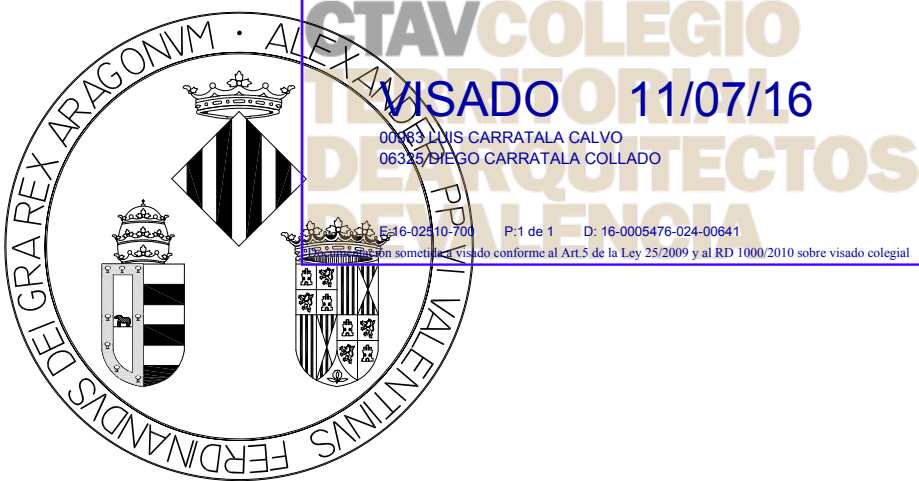 ALEXANDER PP VI VALENTINVS FERDINANDVS DEI GRA REX ARAGONVM ·
CTAV COLEGIO
TERRITORIAL
DE ARQUITECTOS
DE VALENCIA
VISADO 11/07/16
00983 LUIS CARRATALA CALVO
06325 DIEGO CARRATALA COLLADO
E:16-02510-700 P:1 de 1 D: 16-0005476-024-00641
Documentación sometida a visado conforme al Art.5 de la Ley 25/2009 y al RD 1000/2010 sobre visado colegial